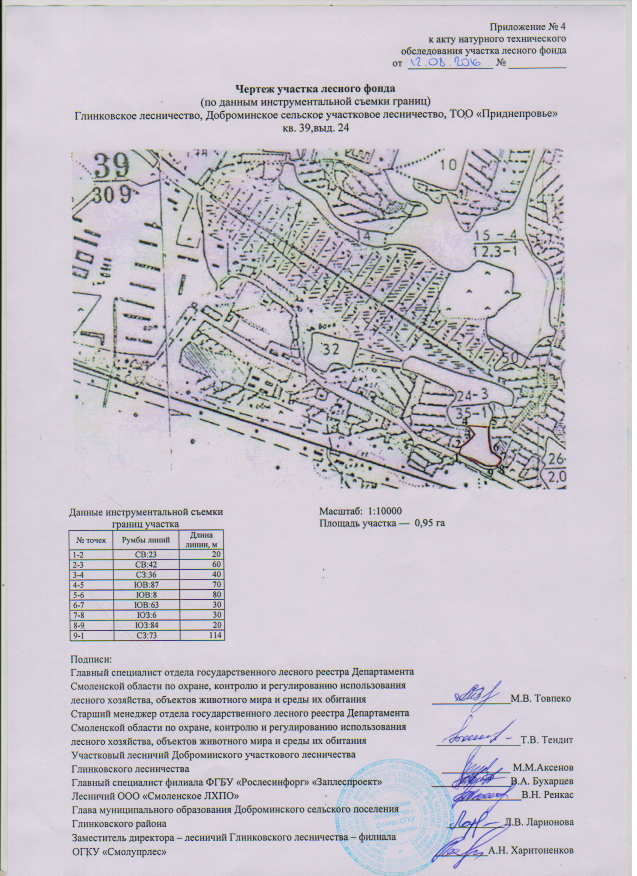 Приложение № 4
к акту натурного технического
обследования участка лесного фонда
от 12.08.2016 №
Чертеж участка лесного фонда
(по данным инструментальной съемки границ)
Глинковское лесничество, Доброминское сельское участковое лесничество, ТОО «Приднепровье»
кв. 39,выд. 24
39
309
10
14
15-4
12.3-1
32
50
24-3
35-1
26-
2,0
Данные инструментальной съемки
границ участка
Масштаб: 1:10000
Площадь участка — 0,95 га
№ точек Румбы линий Длина линии, м
1-2 СВ:23 20
2-3 СВ:42 60
3-4 СЗ:36 40
4-5 ЮВ:87 70
5-6 ЮВ:8 80
6-7 ЮВ:63 30
7-8 ЮЗ:6 30
8-9 ЮЗ:84 20
9-1 СЗ:73 114
Подписи:
Главный специалист отдела государственного лесного реестра Департамента
Смоленской области по охране, контролю и регулированию использования
лесного хозяйства, объектов животного мира и среды их обитания М.В. Товпеко
Старший менеджер отдела государственного лесного реестра Департамента
Смоленской области по охране, контролю и регулированию использования
лесного хозяйства, объектов животного мира и среды их обитания Т.В. Тендит
Участковый лесничий Доброминского участкового лесничества
Глинковского лесничества М.М.Аксенов
Главный специалист филиала ФГБУ «Рослесинфорг» «Заплеспроект» В.А. Бухарцев
Лесничий ООО «Смоленское ЛХПО» В.Н. Ренкас
Глава муниципального образования Доброминского сельского поселения
Глинковского района Л.В. Ларионова
Заместитель директора – лесничий Глинковского лесничества – филиала
ОГКУ «Смолупрлес» А.Н. Харитоненков